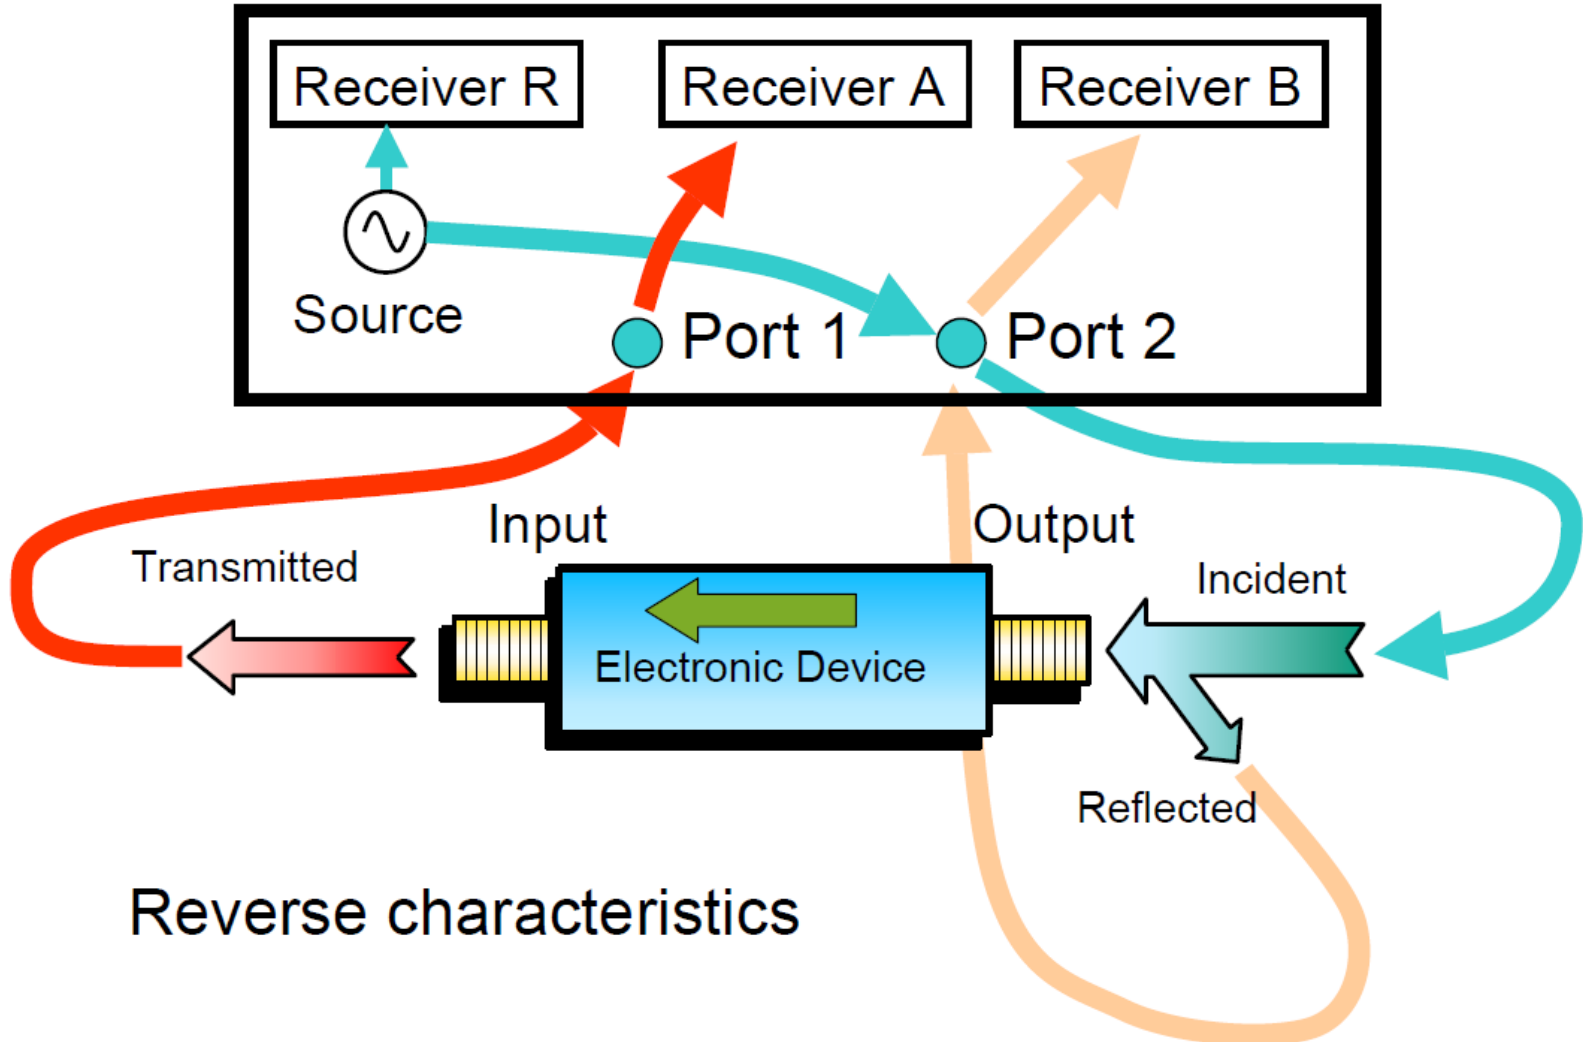 Receiver R
Receiver A
Receiver B
Source
Port 1
Port 2
Input
Output
Transmitted
Incident
Electronic Device
Reflected
Reverse characteristics